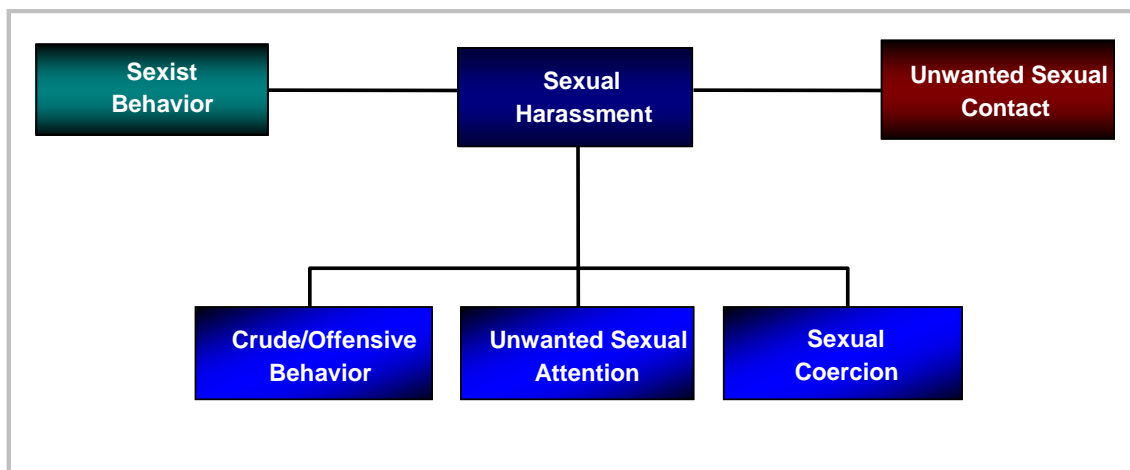 Sexist
Behavior
Sexual
Harassment
Unwanted Sexual
Contact
Crude/Offensive
Behavior
Unwanted Sexual
Attention
Sexual
Coercion